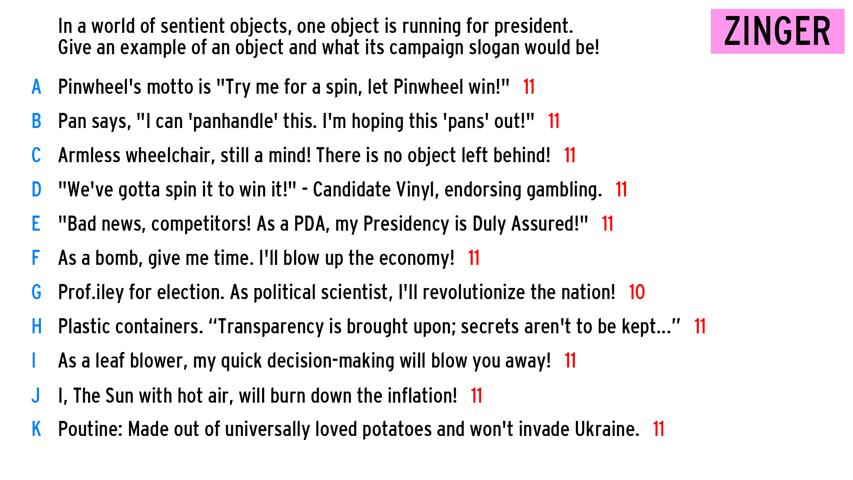 In a world of sentient objects, one object is running for president.
ZINGER
Give an example of an object and what its campaign slogan would be!
A Pinwheel's motto is "Try me for a spin, let Pinwheel win!" 11
B Pan says, "I can 'panhandle' this. I'm hoping this 'pans' out!" 11
C Armless wheelchair, still a mind! There is no object left behind! 11
D "We've gotta spin it to win it!" - Candidate Vinyl, endorsing gambling. 11
E "Bad news, competitors! As a PDA, my Presidency is Duly Assured!" 11
F As a bomb, give me time. I'll blow up the economy! 11
G Prof.iley for election. As political scientist, I'll revolutionize the nation! 10
H Plastic containers. “Transparency is brought upon; secrets aren't to be kept...” 11
I As a leaf blower, my quick decision-making will blow you away! 11
J I, The Sun with hot air, will burn down the inflation! 11
K Poutine: Made out of universally loved potatoes and won't invade Ukraine. 11